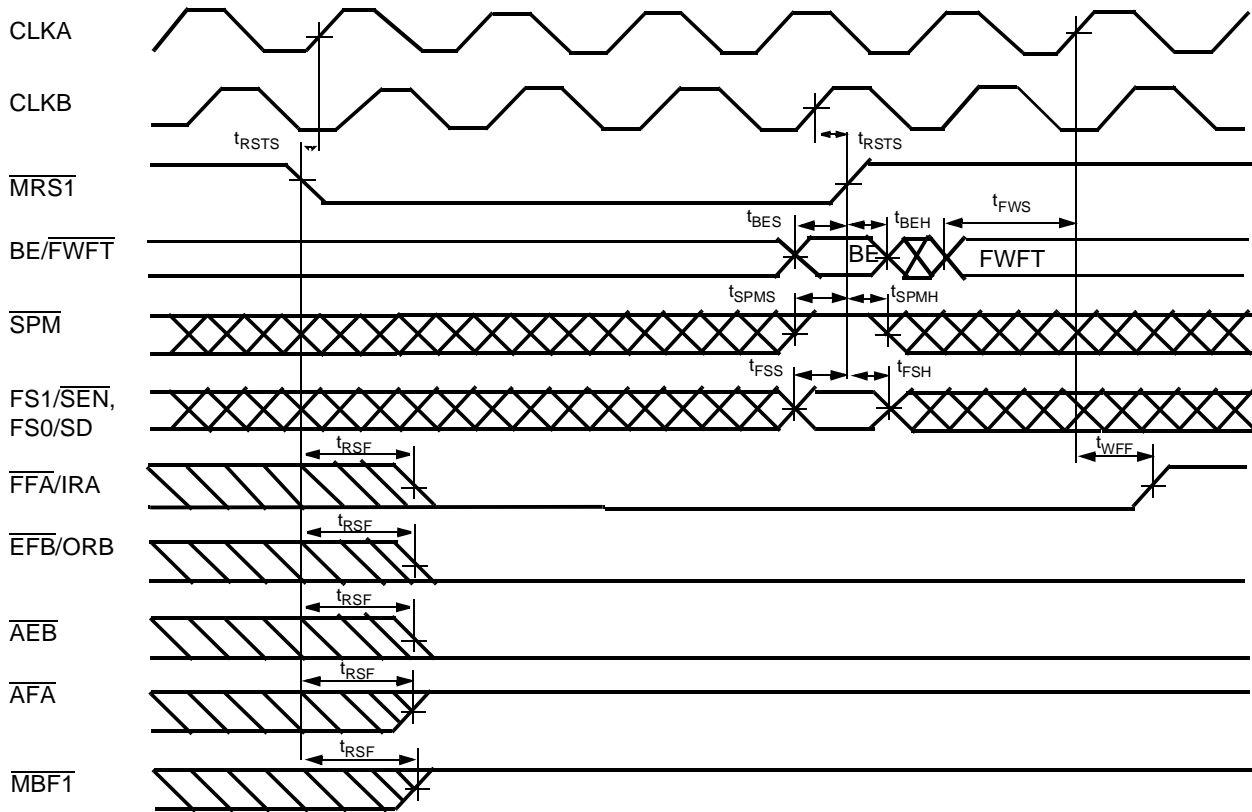 CLKA
CLKB
tRSTS
tRSTS
MRS1
tFWS
tBES
tBEH
BE/FWFT
BE
FWFT
tSPMS
tSPMH
SPM
tFSS
tFSH
FS1/SEN,
FS0/SD
tRSF
tWFF
FFA/IRA
tRSF
EFB/ORB
tRSF
AEB
tRSF
AFA
tRSF
MBF1